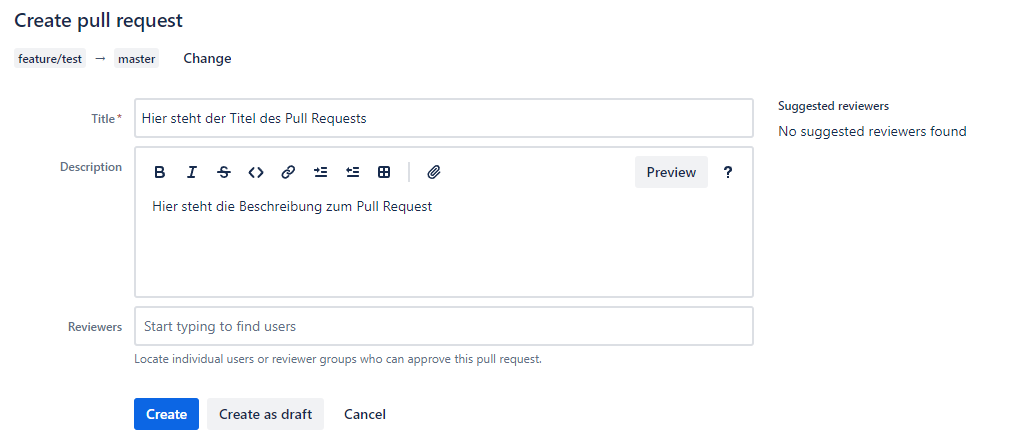 Create pull request
feature/test → master Change
Title* Hier steht der Titel des Pull Requests
Suggested reviewers
No suggested reviewers found
Description
B I S <> Preview ?
Hier steht die Beschreibung zum Pull Request
Reviewers Start typing to find users
Locate individual users or reviewer groups who can approve this pull request.
Create Create as draft Cancel